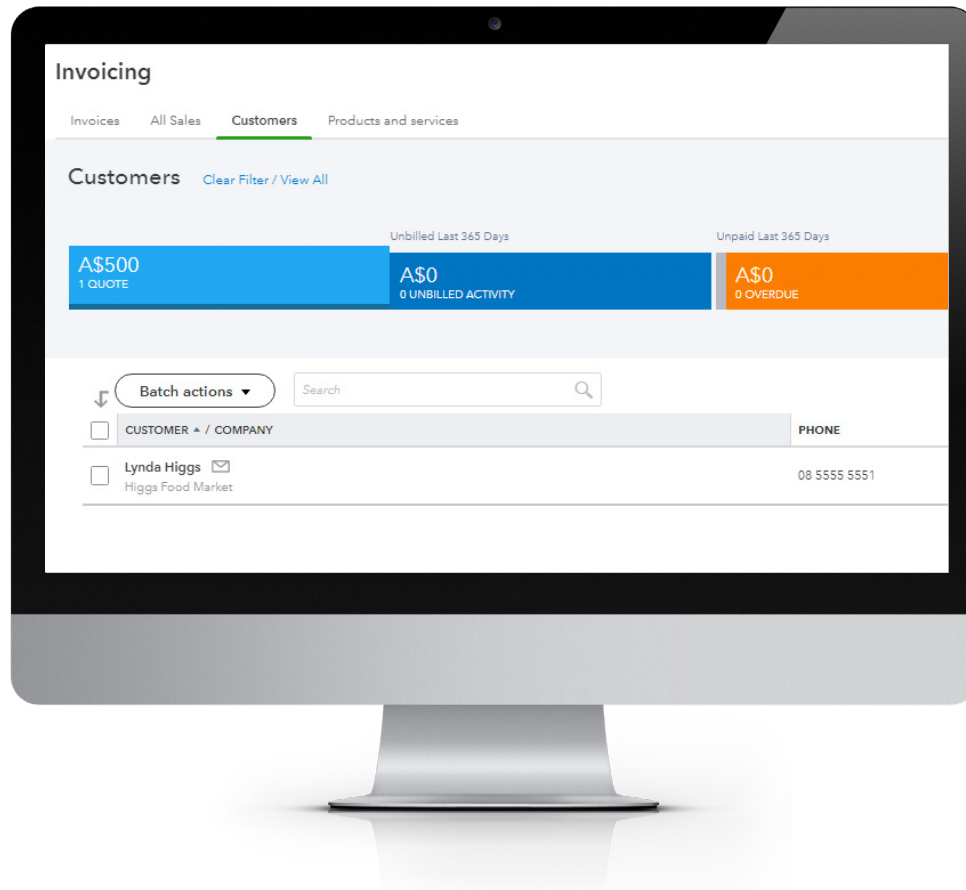 Invoicing
Invoices All Sales Customers Products and services
Customers Clear Filter / View All
Unbilled Last 365 Days Unpaid Last 365 Days
A$500
1 QUOTE
A$0
0 UNBILLED ACTIVITY
A$0
0 OVERDUE
Batch actions Search
CUSTOMER / COMPANY PHONE
Lynda Higgs
Higgs Food Market
08 5555 5551